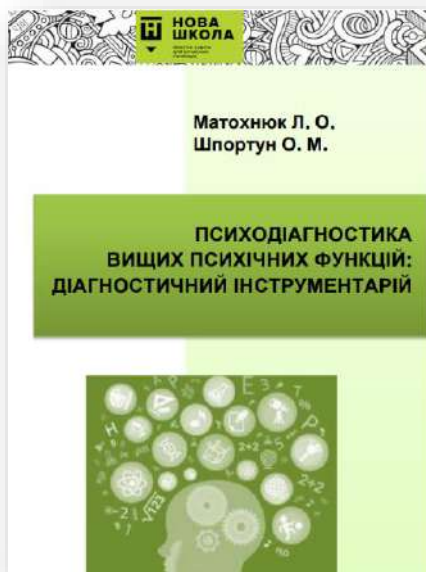 НОВА
ШКОЛА
Матохнюк Л. О.
Шпортун О. М.
ПСИХОДІАГНОСТИКА
ВИЩИХ ПСИХІЧНИХ ФУНКЦІЙ:
ДІАГНОСТИЧНИЙ ІНСТРУМЕНТАРІЙ